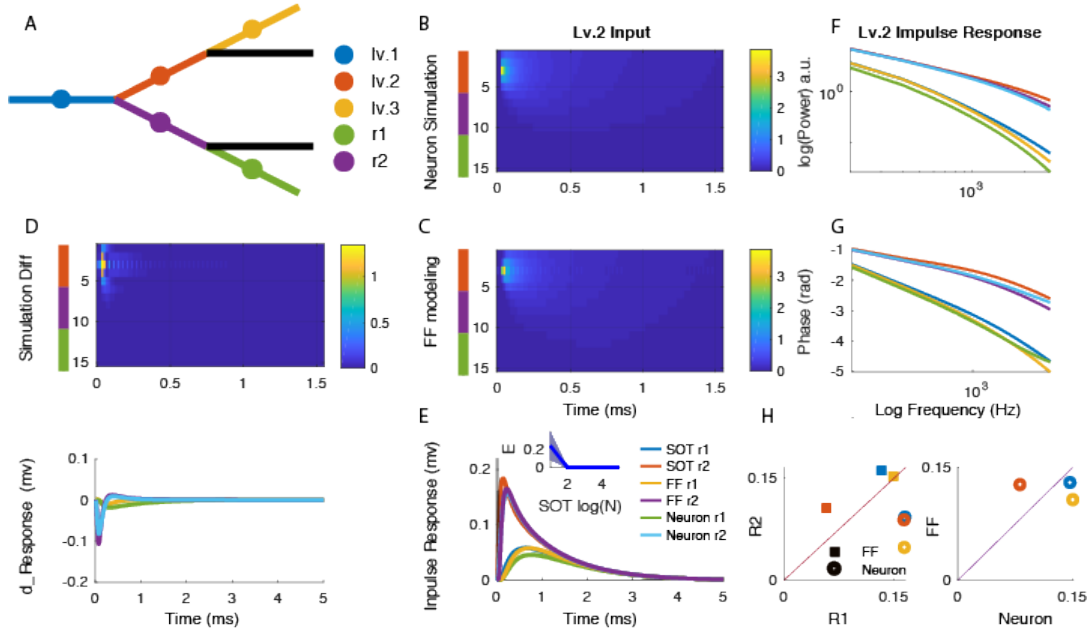 A
lv.1
lv.2
lv.3
r1
r2
B
Lv.2 Input
Neuron Simulation
5
10
15
0
0.5
1
1.5
3
2
1
0
F
Lv.2 Impulse Response
log(Power) a.u.
10^0
10^3
D
Simulation Diff
5
10
15
0
0.5
1
1.5
1
0.5
0
C
FF modeling
5
10
15
0
0.5
1
1.5
Time (ms)
3
2
1
0
G
Phase (rad)
-1
-2
-3
-4
-5
10^3
Log Frequency (Hz)
d_Response (mv)
0.1
0
-0.1
-0.2
0
1
2
3
4
5
Time (ms)
E
Inpulse Response (mv)
0.2
0.1
0
0
1
2
3
4
5
Time (ms)
E
0.2
0
2
4
SOT log(N)
SOT r1
SOT r2
FF r1
FF r2
Neuron r1
Neuron r2
H
R2
0.15
0
0
0.15
R1
FF
Neuron
FF
0.15
0
0
0.15
Neuron